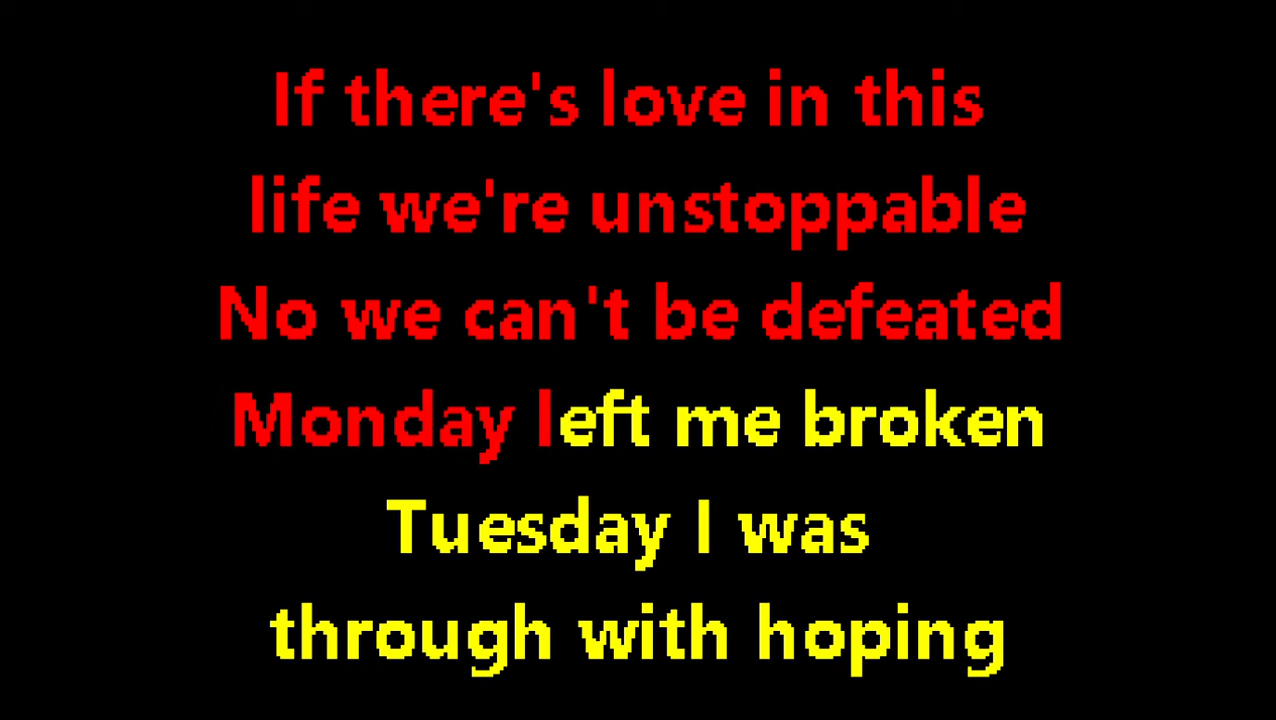 If there's love in this
life we're unstoppable
No we can't be defeated
Monday left me broken
Tuesday I was
through with hoping